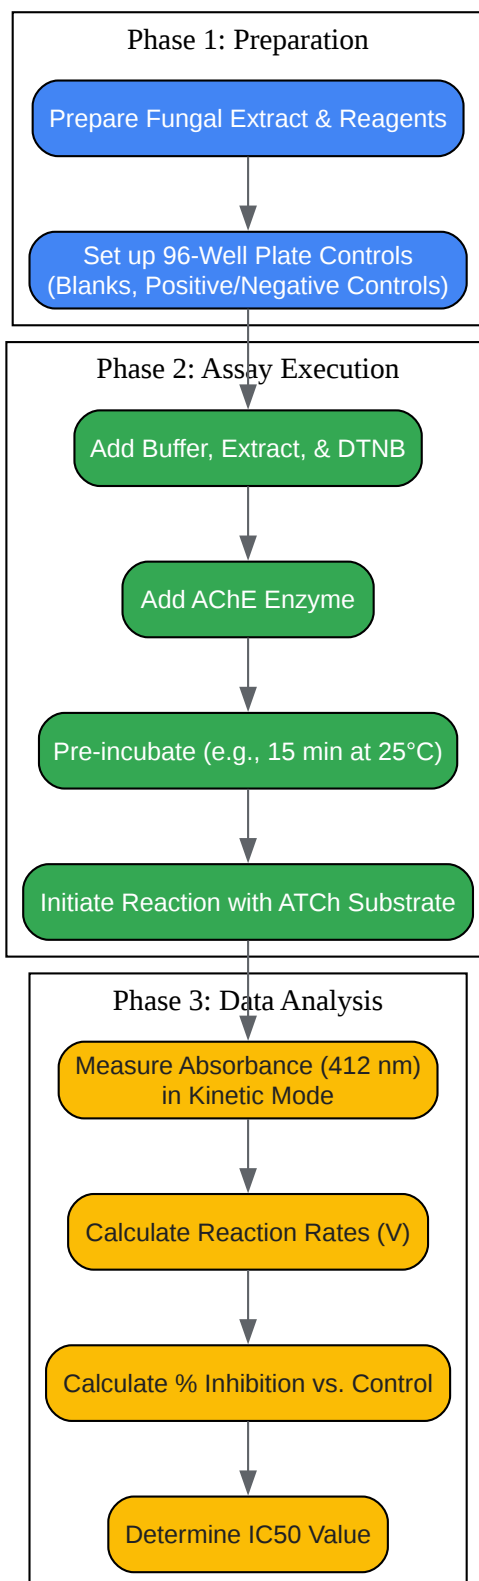 Phase 1: Preparation
Prepare Fungal Extract & Reagents
Set up 96-Well Plate Controls
(Blanks, Positive/Negative Controls)
Phase 2: Assay Execution
Add Buffer, Extract, & DTNB
Add AChE Enzyme
Pre-incubate (e.g., 15 min at 25°C)
Initiate Reaction with ATCh Substrate
Phase 3: Data Analysis
Measure Absorbance (412 nm)
in Kinetic Mode
Calculate Reaction Rates (V)
Calculate % Inhibition vs. Control
Determine IC50 Value